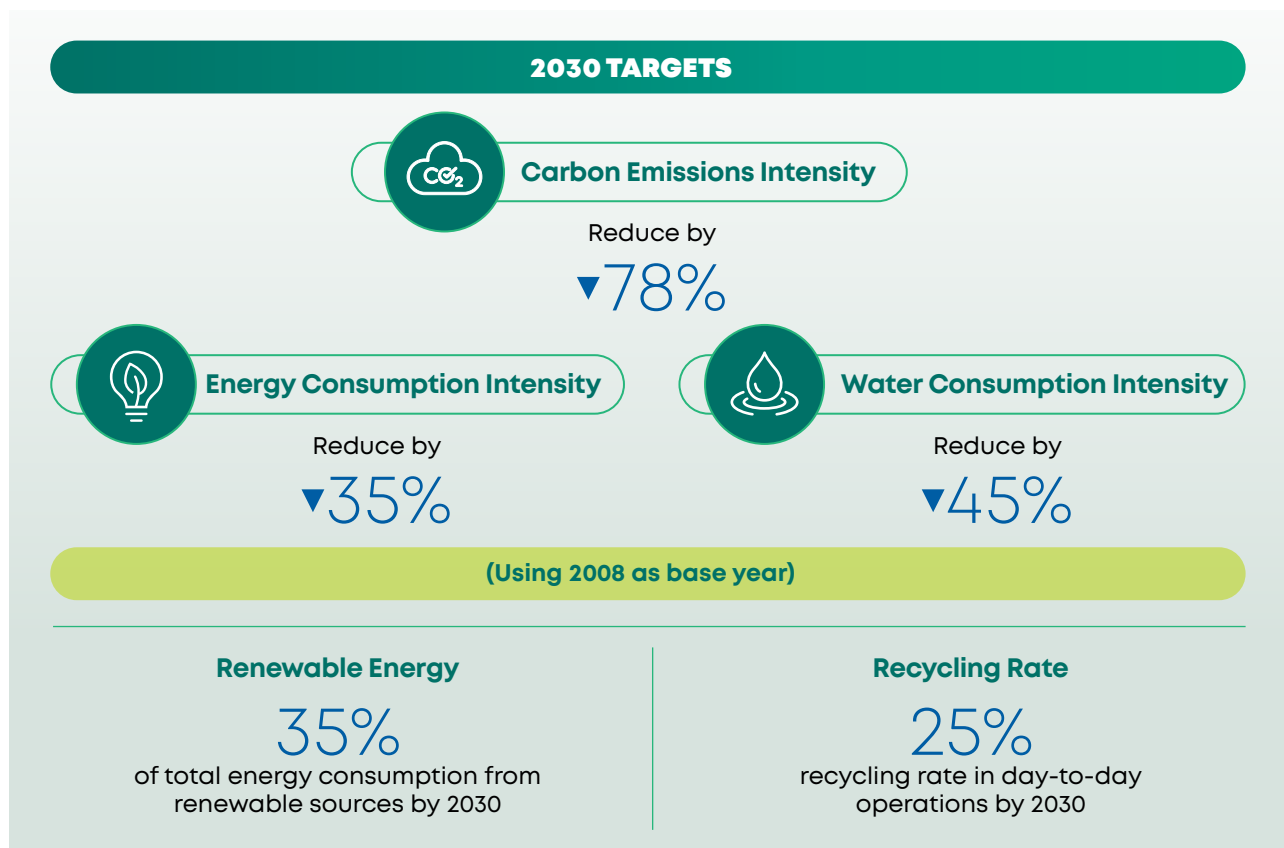 2030 TARGETS
CO2
Carbon Emissions Intensity
Reduce by
▼78%
Energy Consumption Intensity
Reduce by
▼35%
Water Consumption Intensity
Reduce by
▼45%
(Using 2008 as base year)
Renewable Energy
35%
of total energy consumption from
renewable sources by 2030
Recycling Rate
25%
recycling rate in day-to-day
operations by 2030